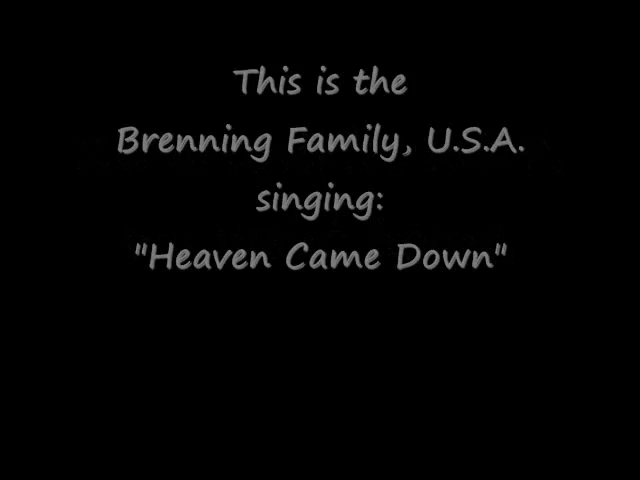 This is the
Brenning Family, U.S.A.
singing:
"Heaven Came Down"